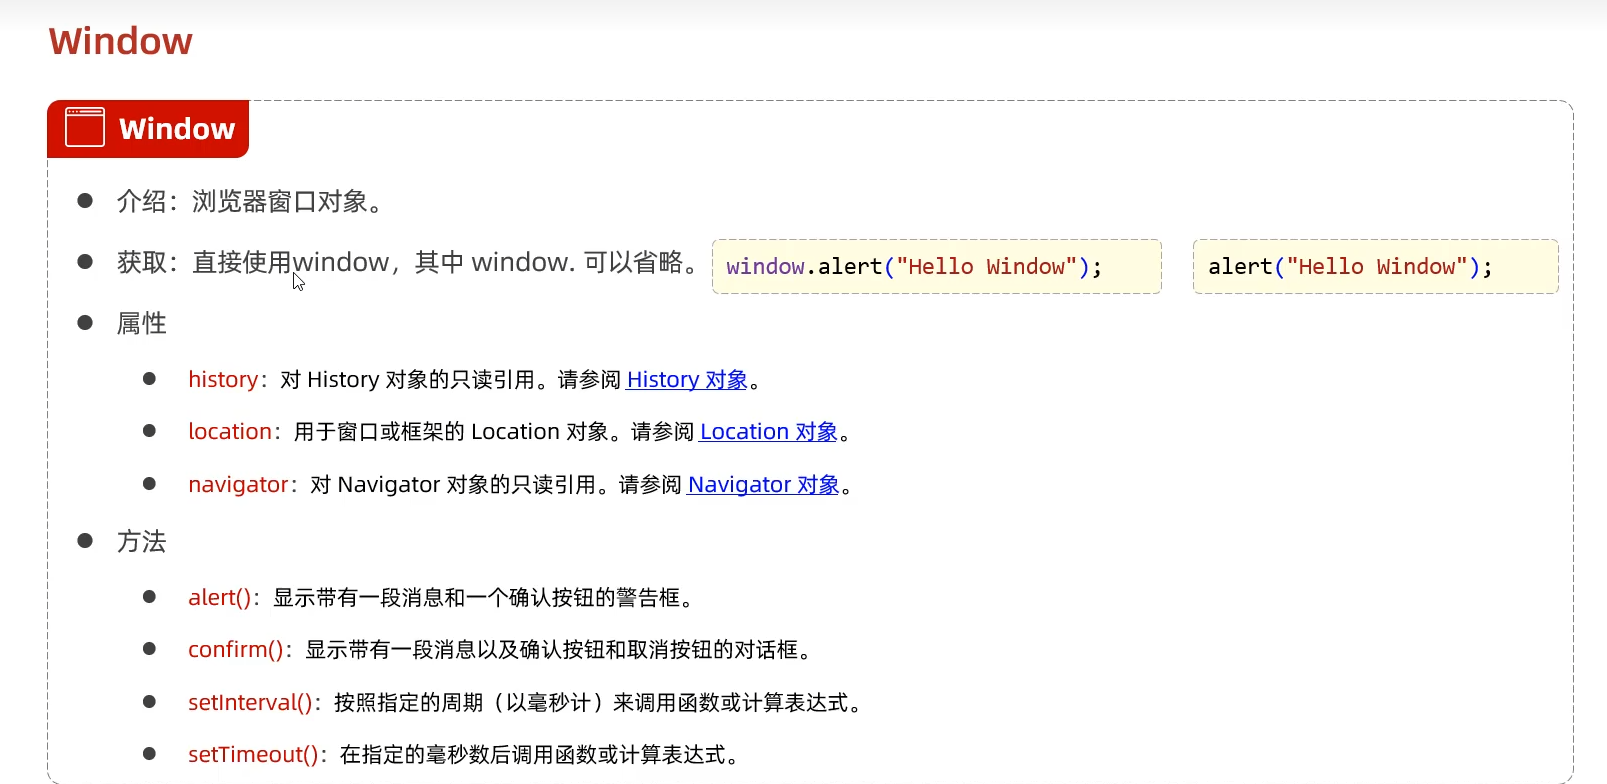 Window
Window
介绍：浏览器窗口对象。
获取：直接使用window，其中 window. 可以省略。 window.alert("Hello Window"); alert("Hello Window");
属性
history：对 History 对象的只读引用。请参阅 History 对象。
location：用于窗口或框架的 Location 对象。请参阅 Location 对象。
navigator：对 Navigator 对象的只读引用。请参阅 Navigator 对象。
方法
alert()：显示带有一段消息和一个确认按钮的警告框。
confirm()：显示带有一段消息以及确认按钮和取消按钮的对话框。
setInterval()：按照指定的周期（以毫秒计）来调用函数或计算表达式。
setTimeout()：在指定的毫秒数后调用函数或计算表达式。